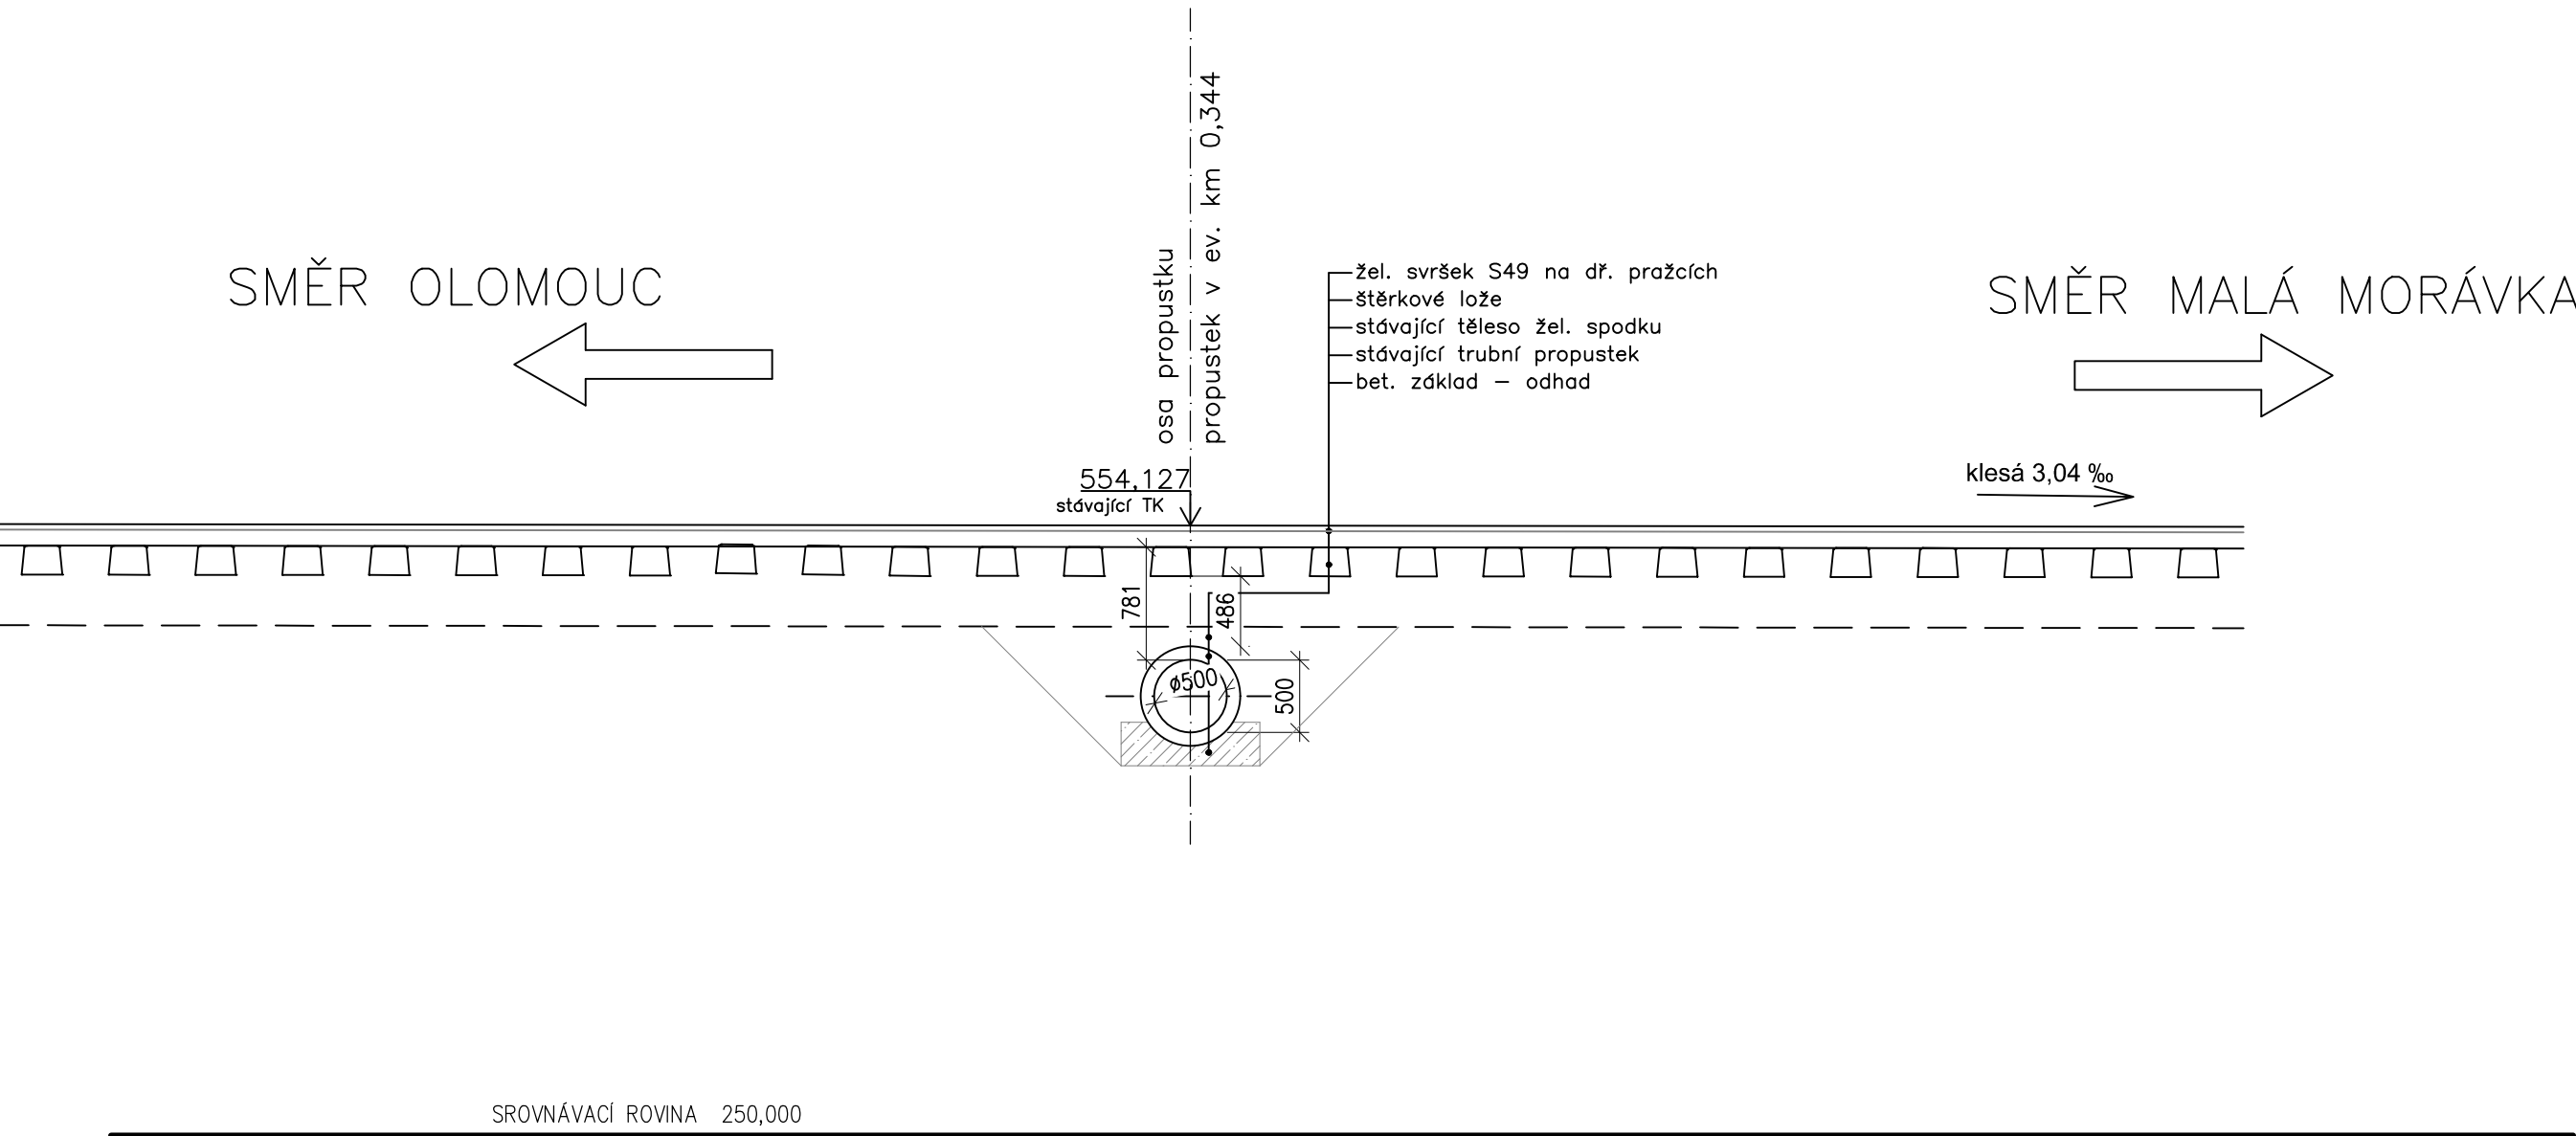 osa propustku
propustek v ev. km 0,344
SMĚR OLOMOUC
SMĚR MALÁ MORÁVKA
žel. svršek S49 na dř. pražcích
štěrkové lože
stávající těleso žel. spodku
stávající trubní propustek
bet. základ – odhad
554,127
stávající TK
klesá 3,04 ‰
781
486
ø500
500
SROVNÁVACÍ ROVINA 250,000